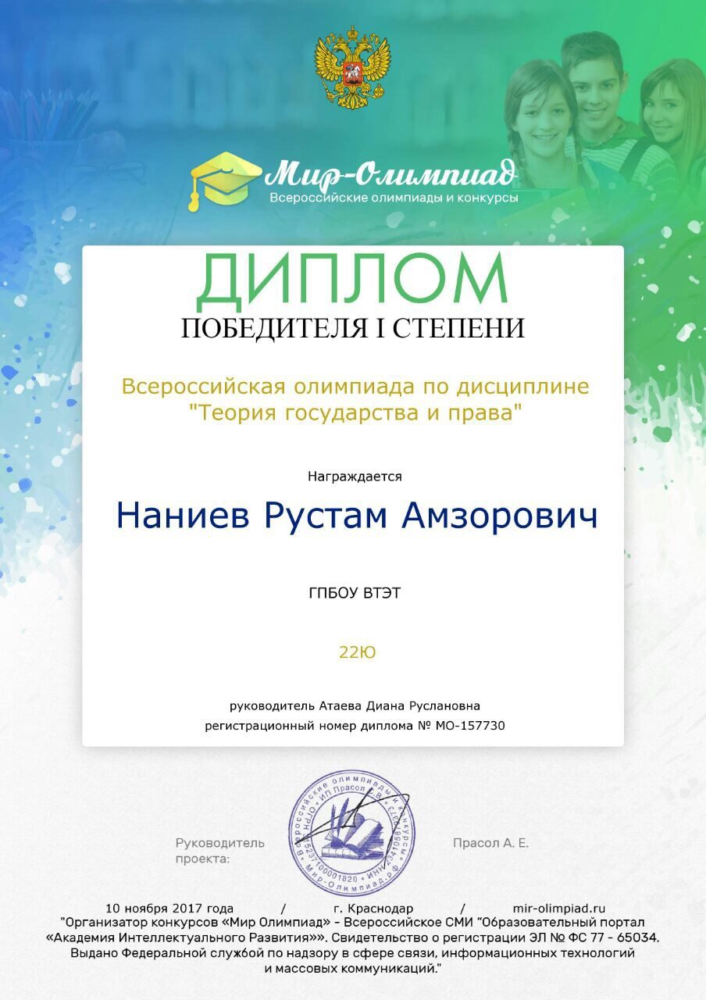 Мир-Олимпиад
Всероссийские олимпиады и конкурсы
ДИПЛОМ
ПОБЕДИТЕЛЯ I СТЕПЕНИ
Всероссийская олимпиада по дисциплине
"Теория государства и права"
Награждается
Наниев Рустам Амзорович
ГПБОУ ВТЭТ
22Ю
руководитель Атаева Диана Руслановна
регистрационный номер диплома № МО-157730
Всероссийские олимпиады и конкурсы
Мир-Олимпиад.рф
ИП Прасол
ОГРН
ИНН
Руководитель
проекта:
Прасол А. Е.
10 ноября 2017 года / г. Краснодар / mir-olimpiad.ru
"Организатор конкурсов «Мир Олимпиад» - Всероссийское СМИ “Образовательный портал
«Академия Интеллектуального Развития»». Свидетельство о регистрации ЭЛ № ФС 77 - 65034.
Выдано Федеральной службой по надзору в сфере связи, информационных технологий
и массовых коммуникаций."